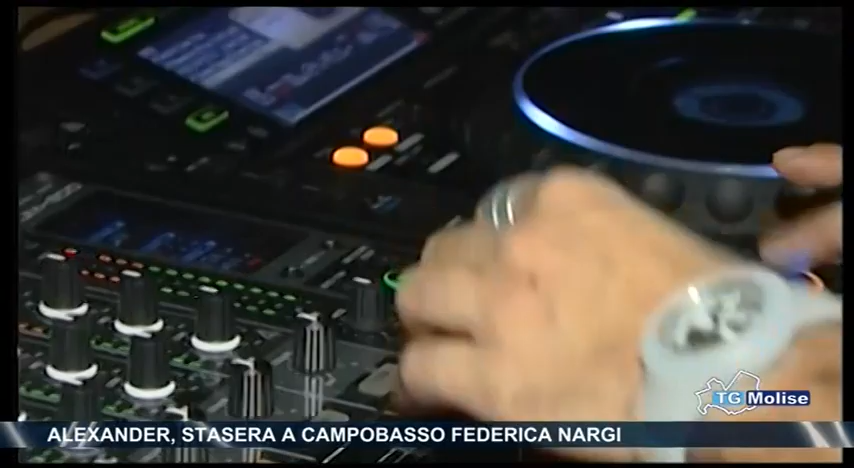 TG Molise
ALEXANDER, STASERA A CAMPOBASSO FEDERICA NARGI